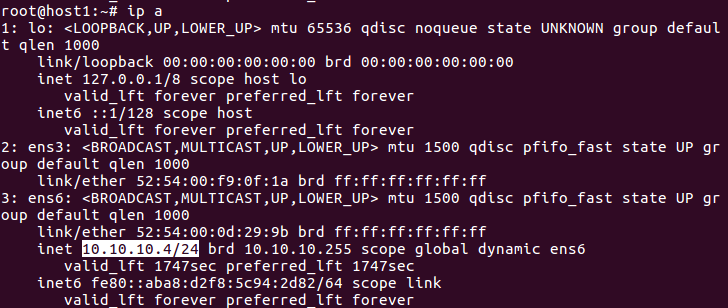 root@host1:~# ip a
1: lo: <LOOPBACK,UP,LOWER_UP> mtu 65536 qdisc noqueue state UNKNOWN group defaul
t qlen 1000
    link/loopback 00:00:00:00:00:00 brd 00:00:00:00:00:00
    inet 127.0.0.1/8 scope host lo
       valid_lft forever preferred_lft forever
    inet6 ::1/128 scope host
       valid_lft forever preferred_lft forever
2: ens3: <BROADCAST,MULTICAST,UP,LOWER_UP> mtu 1500 qdisc pfifo_fast state UP gr
oup default qlen 1000
    link/ether 52:54:00:f9:0f:1a brd ff:ff:ff:ff:ff:ff
3: ens6: <BROADCAST,MULTICAST,UP,LOWER_UP> mtu 1500 qdisc pfifo_fast state UP gr
oup default qlen 1000
    link/ether 52:54:00:0d:29:9b brd ff:ff:ff:ff:ff:ff
    inet 10.10.10.4/24 brd 10.10.10.255 scope global dynamic ens6
       valid_lft 1747sec preferred_lft 1747sec
    inet6 fe80::aba8:d2f8:5c94:2d82/64 scope link
       valid_lft forever preferred_lft forever